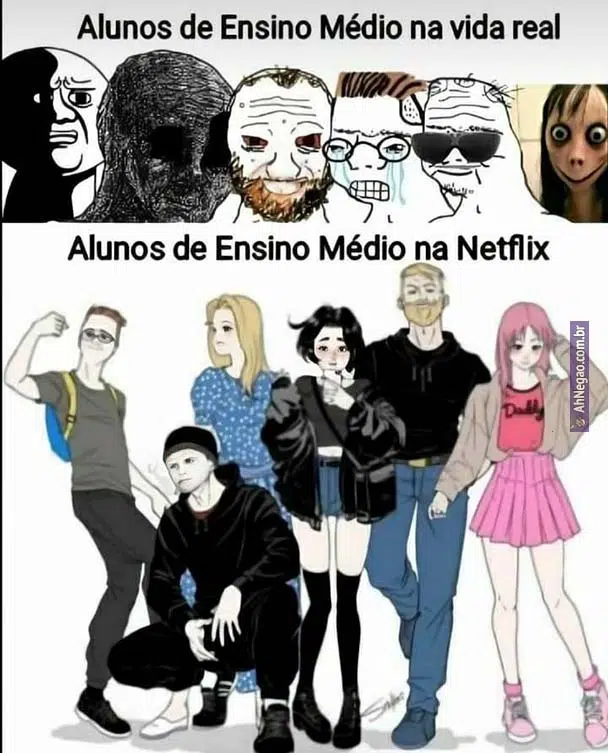 Alunos de Ensino Médio na vida real
Alunos de Ensino Médio na Netflix
AhNegao.com.br
Daddy